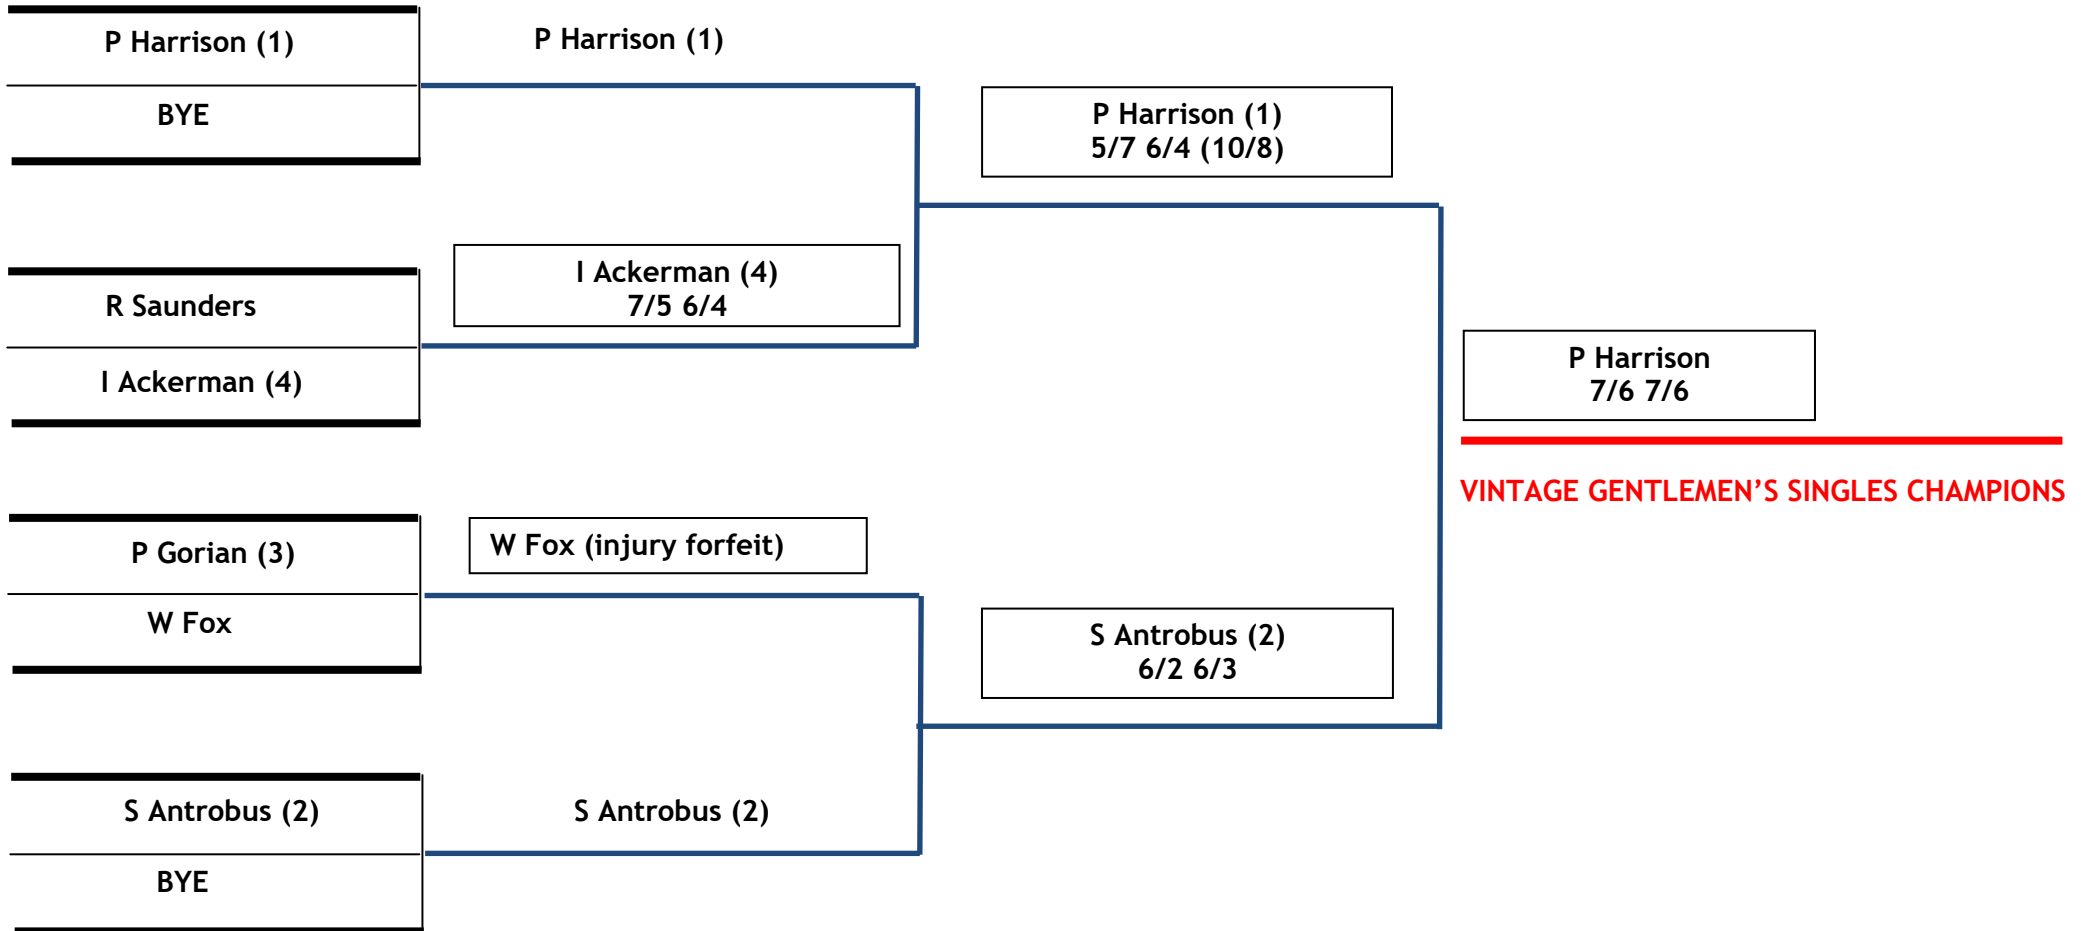 P Harrison (1)
BYE
R Saunders
I Ackerman (4)
P Gorian (3)
W Fox
S Antrobus (2)
BYE
P Harrison (1)
I Ackerman (4)
7/5 6/4
W Fox (injury forfeit)
S Antrobus (2)
P Harrison (1)
5/7 6/4 (10/8)
S Antrobus (2)
6/2 6/3
P Harrison
7/6 7/6
VINTAGE GENTLEMEN’S SINGLES CHAMPIONS